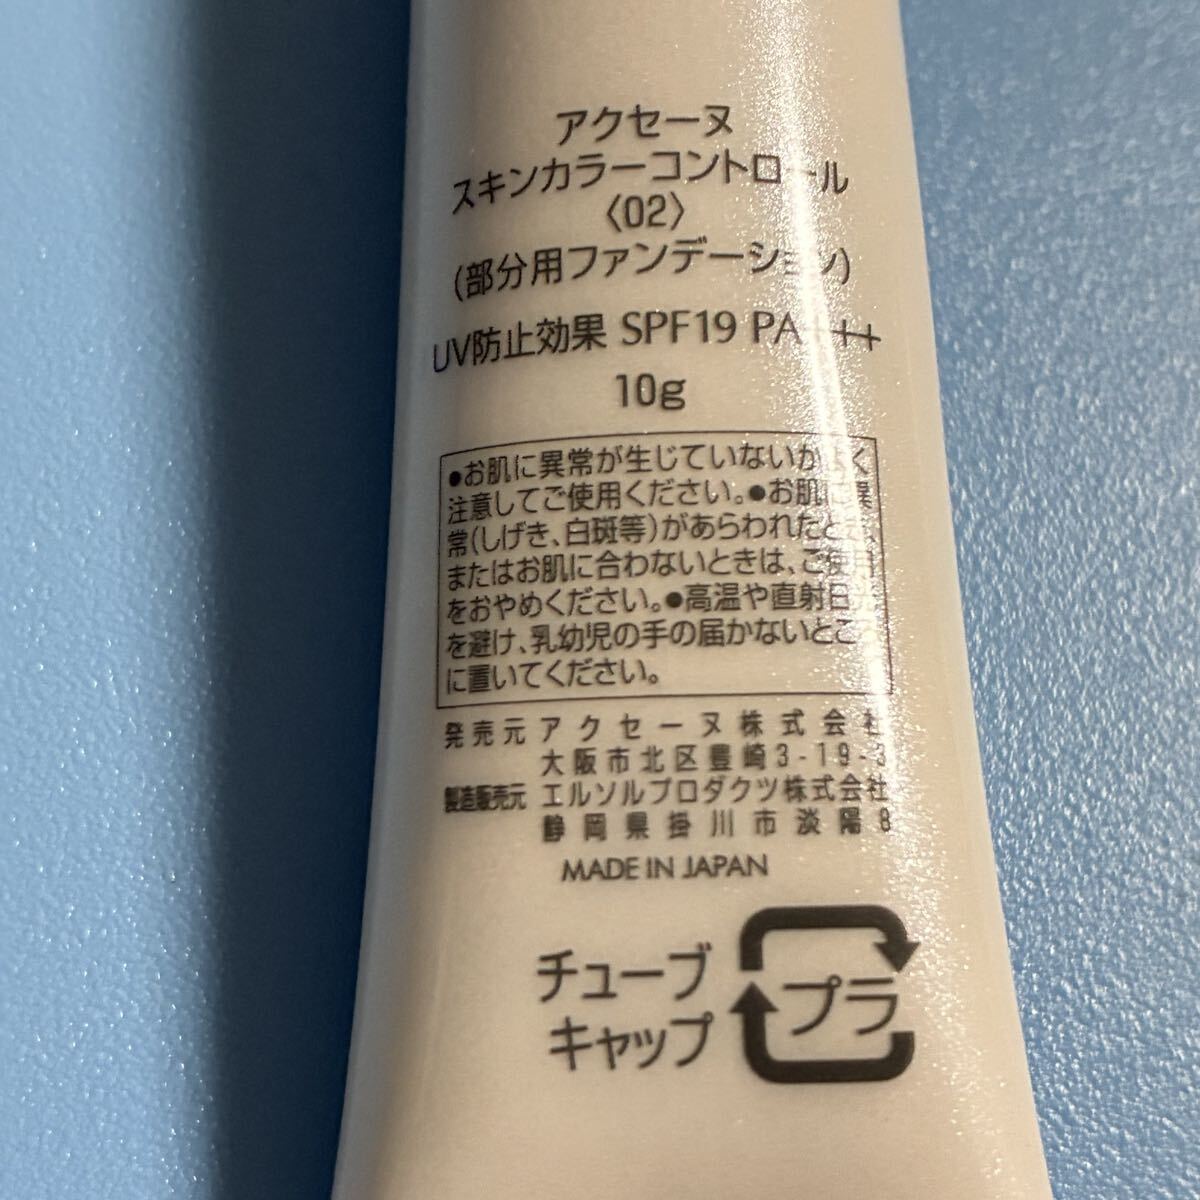 アクセーヌ
スキンカラーコントロール
〈02〉
(部分用ファンデーション)
UV防止効果 SPF19 PA+++
10g
●お肌に異常が生じていないかよく
注意してご使用ください。●お肌に異
常(しげき、白斑等)があらわれたとき、
またはお肌に合わないときは、ご使用
をおやめください。●高温や直射日光
を避け、乳幼児の手の届かないところ
に置いてください。
発売元 アクセーヌ株式会社
大阪市北区豊崎3-19-3
製造販売元 エルソルプロダクツ株式会社
静岡県掛川市淡陽8
MADE IN JAPAN
チューブ
キャップ
プラ